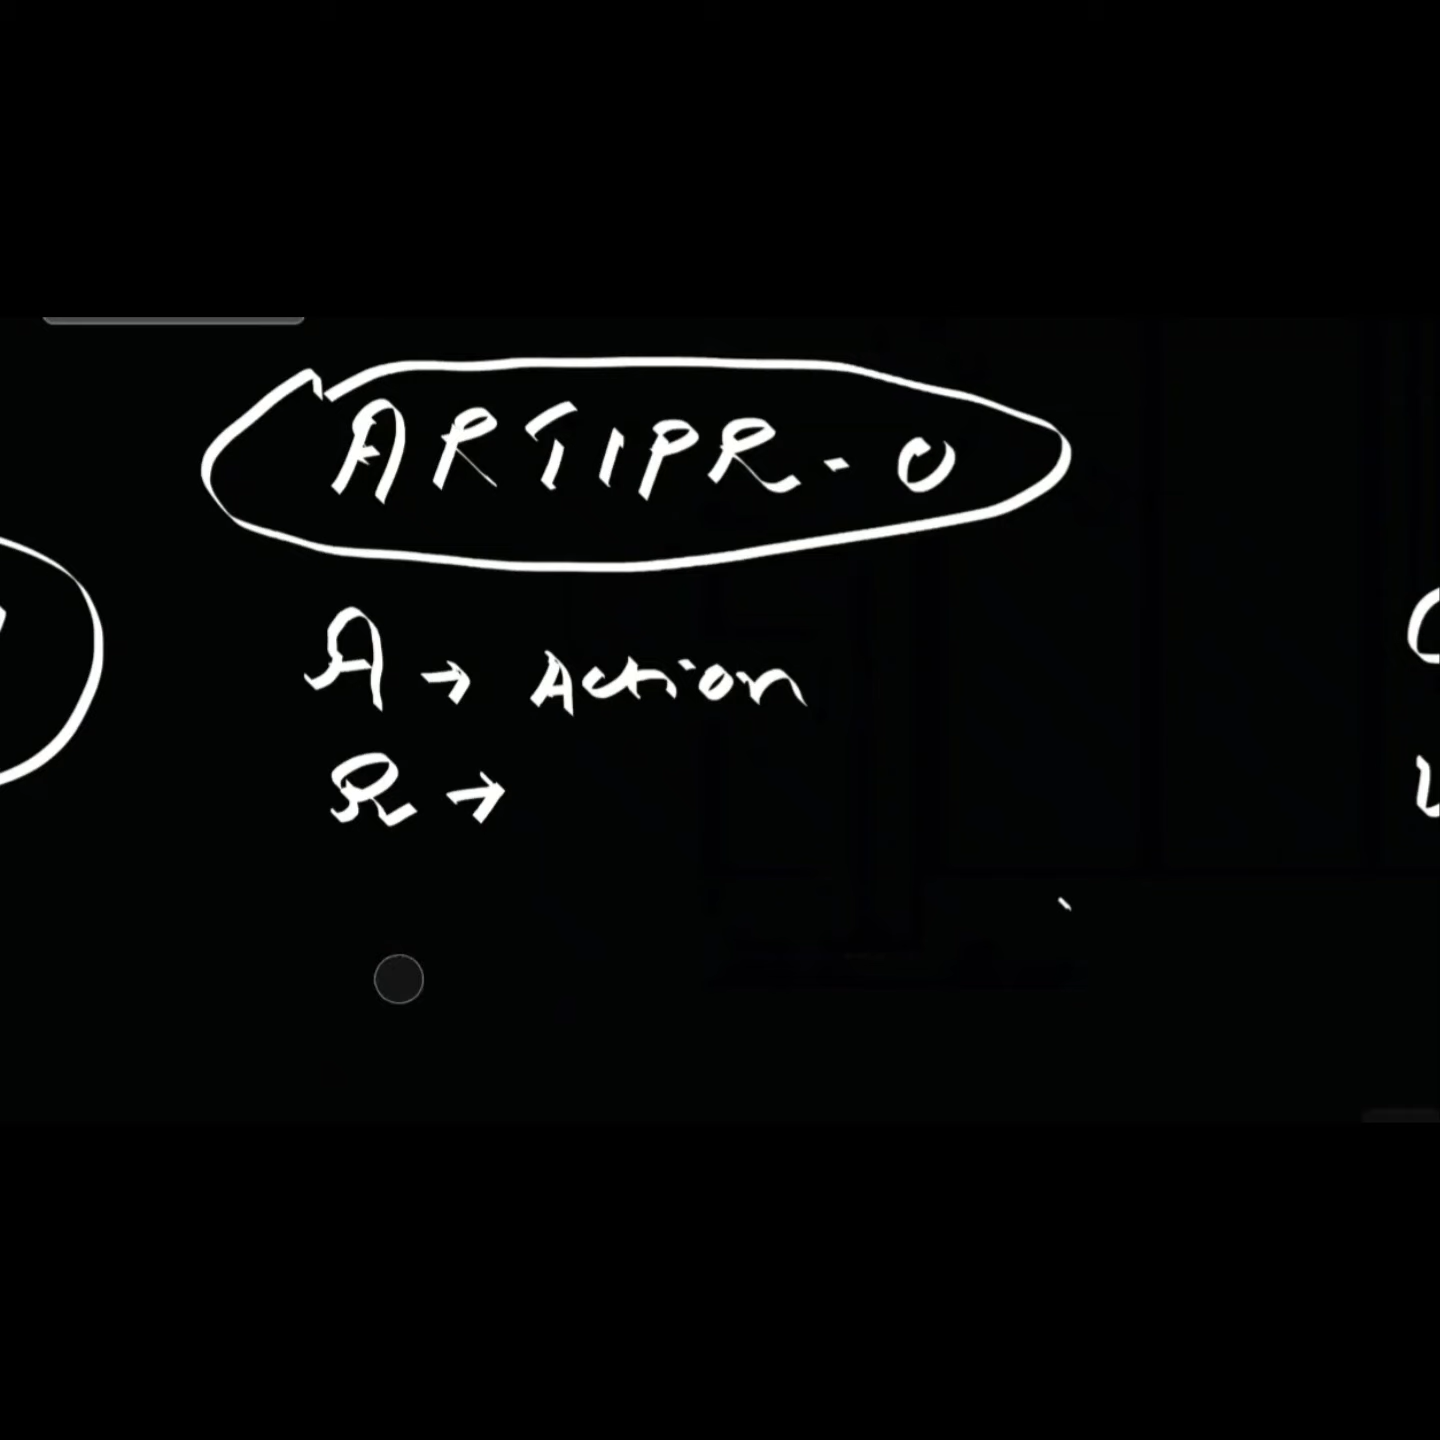 ARTIPR-O
A → Action
R →